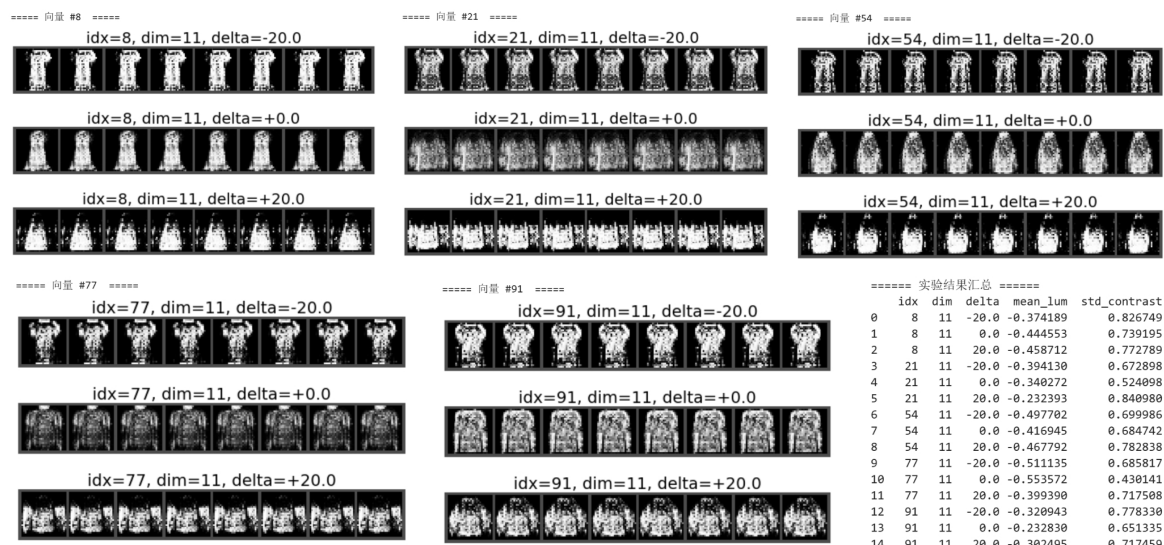 ===== 向量 #8 =====
idx=8, dim=11, delta=-20.0
idx=8, dim=11, delta=+0.0
idx=8, dim=11, delta=+20.0
===== 向量 #21 =====
idx=21, dim=11, delta=-20.0
idx=21, dim=11, delta=+0.0
idx=21, dim=11, delta=+20.0
===== 向量 #54 =====
idx=54, dim=11, delta=-20.0
idx=54, dim=11, delta=+0.0
idx=54, dim=11, delta=+20.0
===== 向量 #77 =====
idx=77, dim=11, delta=-20.0
idx=77, dim=11, delta=+0.0
idx=77, dim=11, delta=+20.0
===== 向量 #91 =====
idx=91, dim=11, delta=-20.0
idx=91, dim=11, delta=+0.0
idx=91, dim=11, delta=+20.0
====== 实验结果汇总 ======
idx dim delta mean_lum std_contrast
0 8 11 -20.0 -0.374189 0.826749
1 8 11 0.0 -0.444553 0.739195
2 8 11 20.0 -0.458712 0.772789
3 21 11 -20.0 -0.394130 0.672898
4 21 11 0.0 -0.340272 0.524098
5 21 11 20.0 -0.232393 0.840980
6 54 11 -20.0 -0.497702 0.699986
7 54 11 0.0 -0.416945 0.684742
8 54 11 20.0 -0.467792 0.782838
9 77 11 -20.0 -0.511135 0.685817
10 77 11 0.0 -0.553572 0.430141
11 77 11 20.0 -0.399390 0.717508
12 91 11 -20.0 -0.320943 0.778330
13 91 11 0.0 -0.232830 0.651335
14 91 11 20.0 -0.302495 0.717459